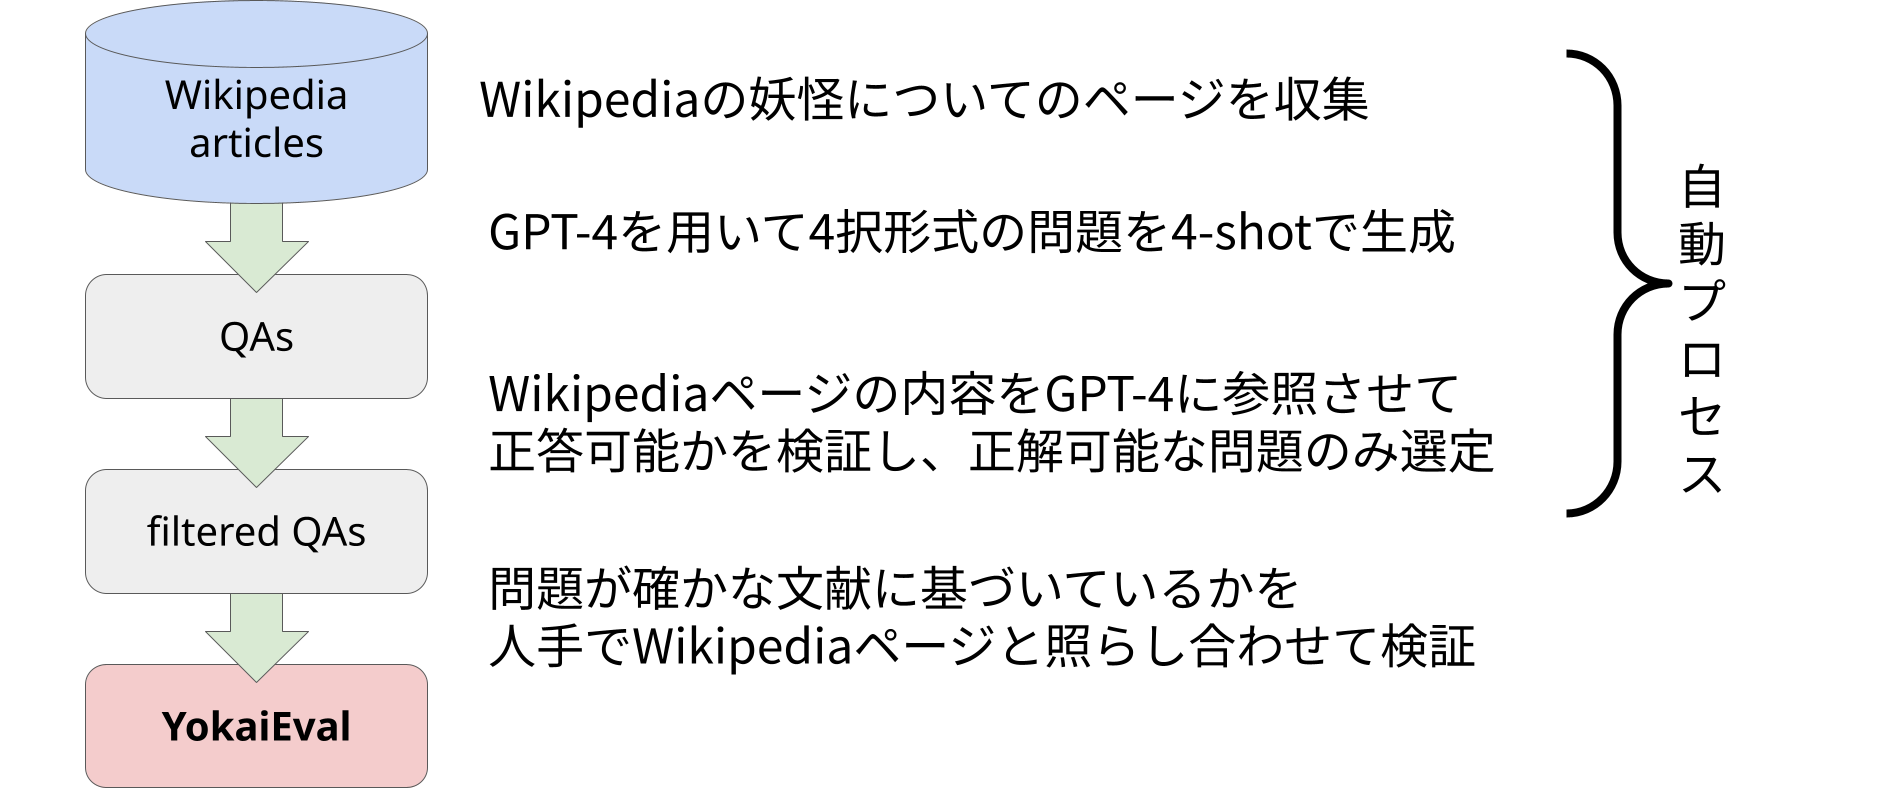 Wikipedia
articles
Wikipediaの妖怪についてのページを収集
GPT-4を用いて4択形式の問題を4-shotで生成
QAs
Wikipediaページの内容をGPT-4に参照させて
正答可能かを検証し、正解可能な問題のみ選定
filtered QAs
問題が確かな文献に基づいているかを
人手でWikipediaページと照らし合わせて検証
YokaiEval
自動プロセス